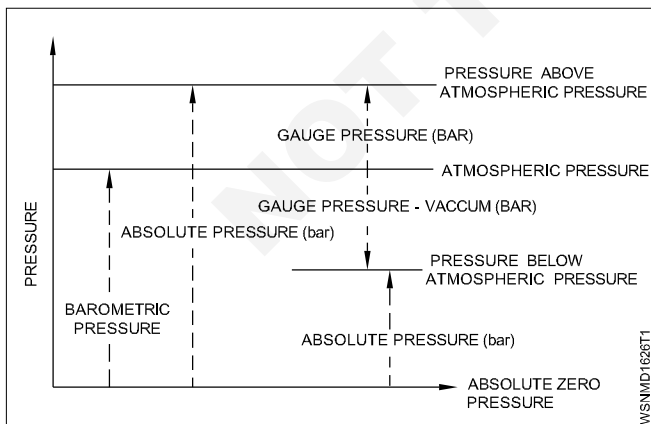 PRESSURE ABOVE
ATMOSPHERIC PRESSURE
GAUGE PRESSURE (BAR)
ATMOSPHERIC PRESSURE
GAUGE PRESSURE - VACCUM (BAR)
ABSOLUTE PRESSURE (bar)
PRESSURE
PRESSURE BELOW
ATMOSPHERIC PRESSURE
BAROMETRIC
PRESSURE
ABSOLUTE PRESSURE (bar)
ABSOLUTE ZERO
PRESSURE
WSNMD1626T1
NOT T